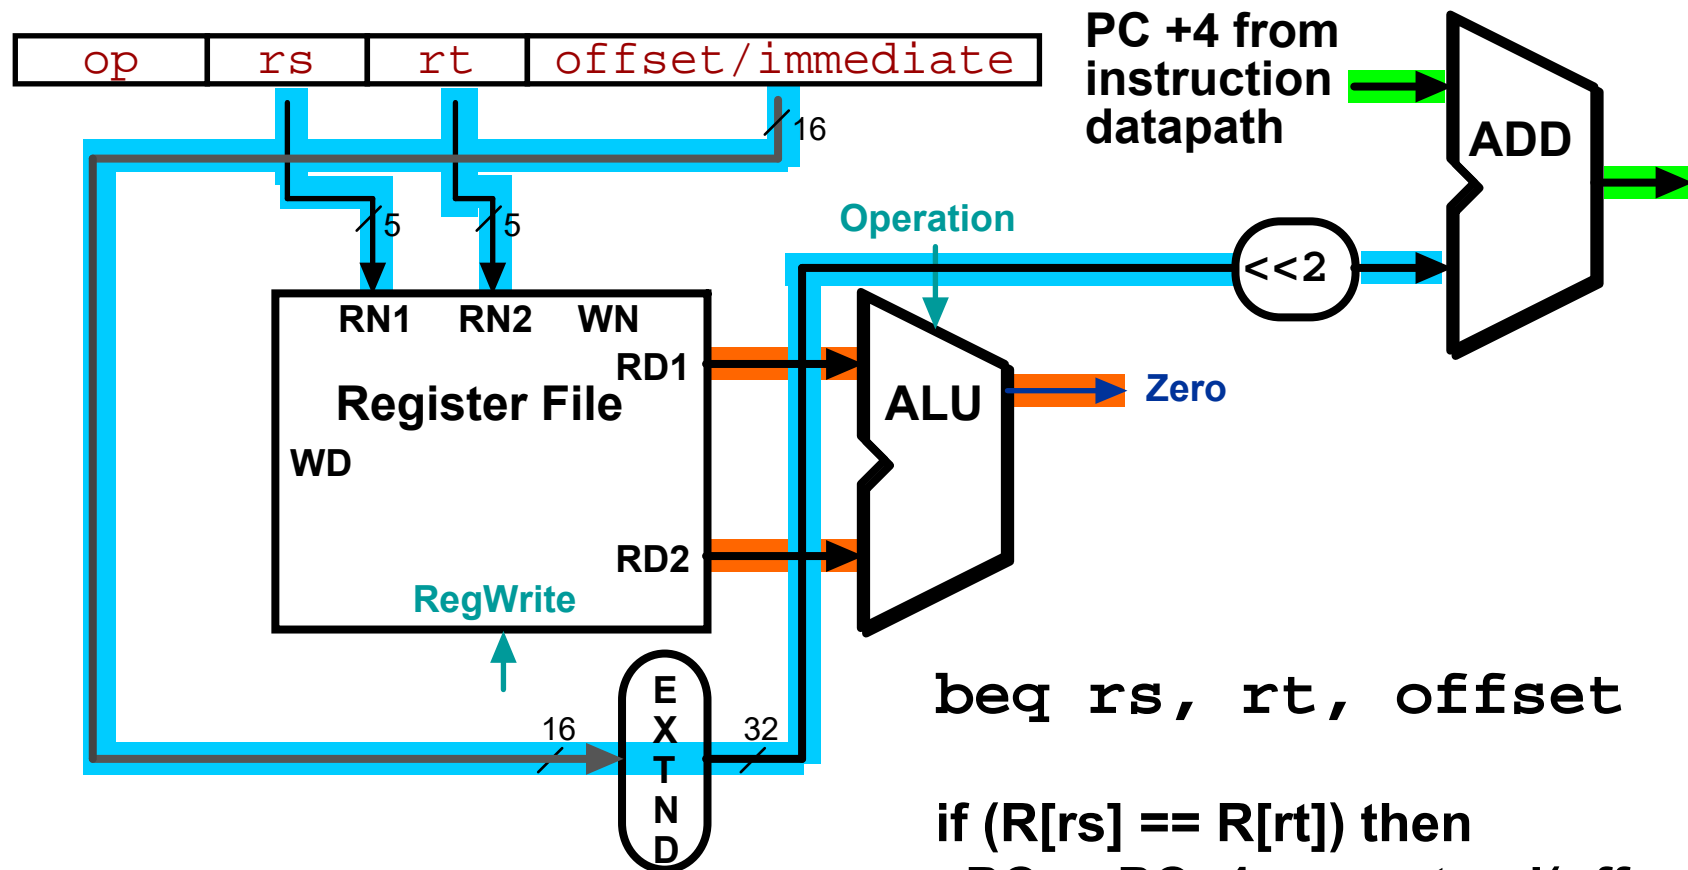 op rs rt offset/immediate
PC +4 from
instruction
datapath
ADD
16
5 5
Operation
<<2
RN1 RN2 WN
RD1
Register File
ALU
Zero
WD
RD2
RegWrite
16
32
EXTND
beq rs, rt, offset
if (R[rs] == R[rt]) then